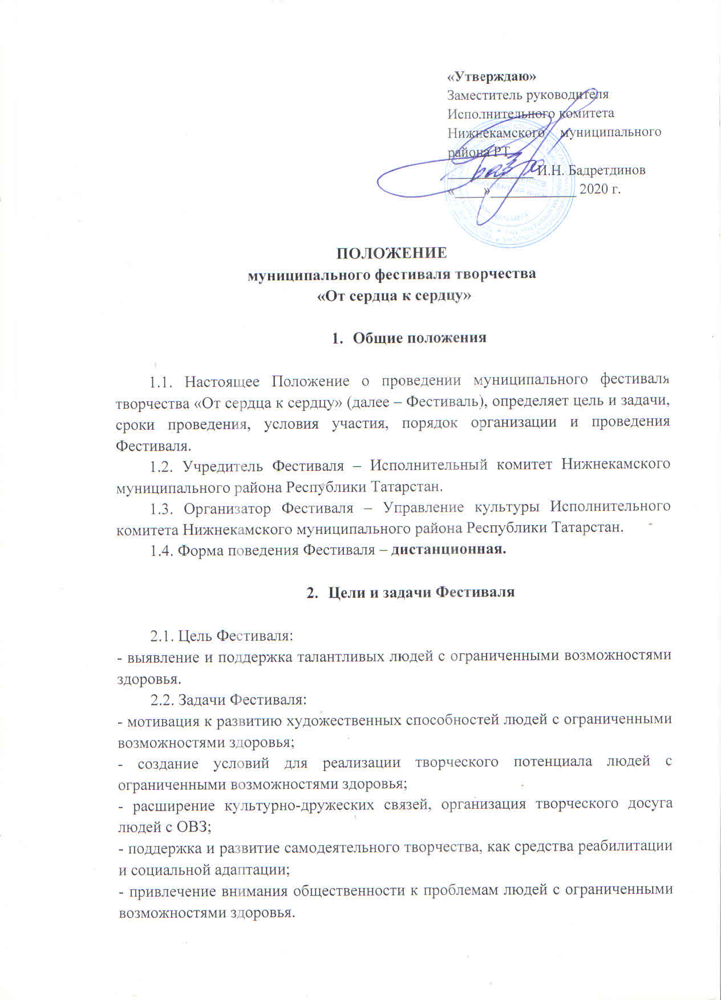 «Утверждаю»
Заместитель руководителя
Исполнительного комитета
Нижнекамского муниципального
района РТ
____________ И.Н. Бадретдинов
«____»____________ 2020 г.
ПОЛОЖЕНИЕ
муниципального фестиваля творчества
«От сердца к сердцу»
1. Общие положения
1.1. Настоящее Положение о проведении муниципального фестиваля
творчества «От сердца к сердцу» (далее – Фестиваль), определяет цель и задачи,
сроки проведения, условия участия, порядок организации и проведения
Фестиваля.
1.2. Учредитель Фестиваля – Исполнительный комитет Нижнекамского
муниципального района Республики Татарстан.
1.3. Организатор Фестиваля – Управление культуры Исполнительного
комитета Нижнекамского муниципального района Республики Татарстан.
1.4. Форма поведения Фестиваля – дистанционная.
2. Цели и задачи Фестиваля
2.1. Цель Фестиваля:
- выявление и поддержка талантливых людей с ограниченными возможностями
здоровья.
2.2. Задачи Фестиваля:
- мотивация к развитию художественных способностей людей с ограниченными
возможностями здоровья;
- создание условий для реализации творческого потенциала людей с
ограниченными возможностями здоровья;
- расширение культурно-дружеских связей, организация творческого досуга
людей с ОВЗ;
- поддержка и развитие самодеятельного творчества, как средства реабилитации
и социальной адаптации;
- привлечение внимания общественности к проблемам людей с ограниченными
возможностями здоровья.